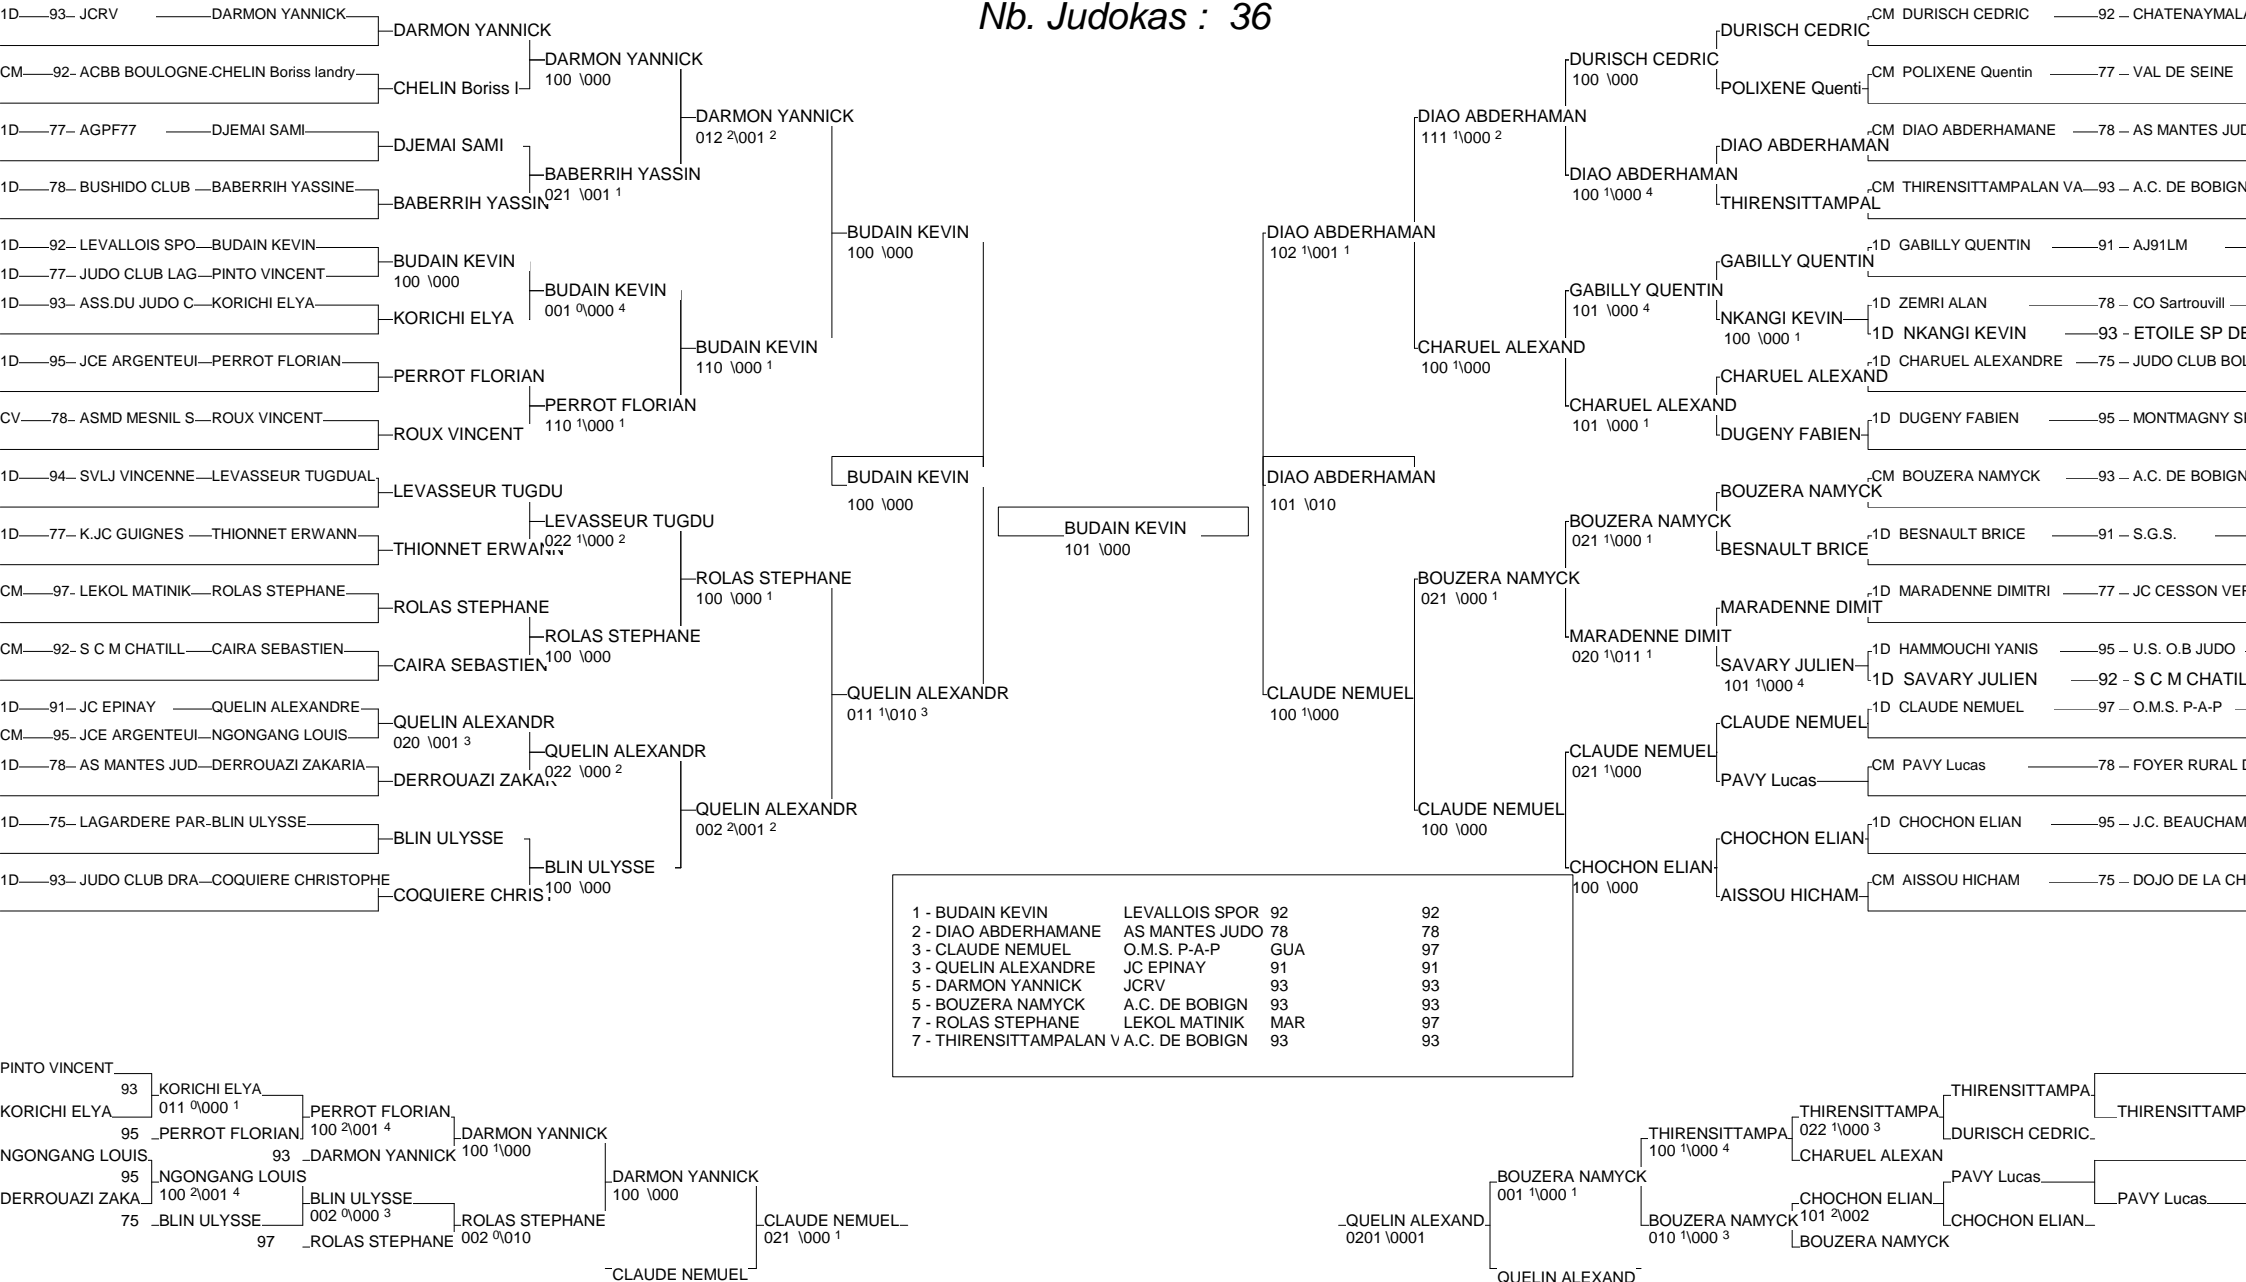 Nb. Judokas : 36
1D 93 JCRV DARMON YANNICK
CM 92 ACBB BOULOGNE CHELIN Boriss landry
1D 77 AGPF77 DJEMAI SAMI
1D 78 BUSHIDO CLUB BABERRIH YASSINE
1D 92 LEVALLOIS SPO BUDAIN KEVIN
1D 77 JUDO CLUB LAG PINTO VINCENT
1D 93 ASS.DU JUDO C KORICHI ELYA
1D 95 JCE ARGENTEUI PERROT FLORIAN
CV 78 ASMD MESNIL S ROUX VINCENT
1D 94 SVLJ VINCENNE LEVASSEUR TUGDUAL
1D 77 K.JC GUIGNES THIONNET ERWANN
CM 97 LEKOL MATINIK ROLAS STEPHANE
CM 92 S C M CHATILL CAIRA SEBASTIEN
1D 91 JC EPINAY QUELIN ALEXANDRE
CM 95 JCE ARGENTEUI NGONGANG LOUIS
1D 78 AS MANTES JUD DERROUAZI ZAKARIA
1D 75 LAGARDERE PAR BLIN ULYSSE
1D 93 JUDO CLUB DRA COQUIERE CHRISTOPHE
DARMON YANNICK
CHELIN Boriss l
DJEMAI SAMI
BABERRIH YASSIN
BUDAIN KEVIN
100 \000
KORICHI ELYA
PERROT FLORIAN
ROUX VINCENT
LEVASSEUR TUGDU
THIONNET ERWANN
ROLAS STEPHANE
CAIRA SEBASTIEN
QUELIN ALEXANDR
020 \001 3
DERROUAZI ZAKAR
BLIN ULYSSE
COQUIERE CHRIS
DARMON YANNICK
100 \000
BABERRIH YASSIN
021 \001 1
BUDAIN KEVIN
001 0\000 4
PERROT FLORIAN
110 1\000 1
LEVASSEUR TUGDU
022 1\000 2
ROLAS STEPHANE
100 \000
QUELIN ALEXANDR
022 \000 2
BLIN ULYSSE
100 \000
DARMON YANNICK
012 2\001 2
BUDAIN KEVIN
110 \000 1
ROLAS STEPHANE
100 \000 1
QUELIN ALEXANDR
002 2\001 2
BUDAIN KEVIN
100 \000
QUELIN ALEXANDR
011 1\010 3
BUDAIN KEVIN
100 \000
BUDAIN KEVIN
101 \000
DIAO ABDERHAMAN
101 \010
DIAO ABDERHAMAN
102 1\001 1
CLAUDE NEMUEL
100 1\000
DIAO ABDERHAMAN
111 1\000 2
CHARUEL ALEXAND
100 1\000
BOUZERA NAMYCK
021 \000 1
CLAUDE NEMUEL
100 \000
DURISCH CEDRIC
100 \000
DIAO ABDERHAMAN
100 1\000 4
GABILLY QUENTIN
101 \000 4
CHARUEL ALEXAND
101 \000 1
BOUZERA NAMYCK
021 1\000 1
MARADENNE DIMIT
020 1\011 1
CLAUDE NEMUEL
021 1\000
CHOCHON ELIAN
100 \000
DURISCH CEDRIC
POLIXENE Quenti
DIAO ABDERHAMAN
THIRENSITTAMPAL
GABILLY QUENTIN
NKANGI KEVIN
100 \000 1
CHARUEL ALEXAND
DUGENY FABIEN
BOUZERA NAMYCK
BESNAULT BRICE
MARADENNE DIMIT
SAVARY JULIEN
101 1\000 4
CLAUDE NEMUEL
PAVY Lucas
CHOCHON ELIAN
AISSOU HICHAM
CM DURISCH CEDRIC 92 CHATENAYMALA
CM POLIXENE Quentin 77 VAL DE SEINE
CM DIAO ABDERHAMANE 78 AS MANTES JUD
CM THIRENSITTAMPALAN VA 93 A.C. DE BOBIGN
1D GABILLY QUENTIN 91 AJ91LM
1D ZEMRI ALAN 78 CO Sartrouvill
1D NKANGI KEVIN 93 ETOILE SP DE
1D CHARUEL ALEXANDRE 75 JUDO CLUB BOL
1D DUGENY FABIEN 95 MONTMAGNY S
CM BOUZERA NAMYCK 93 A.C. DE BOBIGN
1D BESNAULT BRICE 91 S.G.S.
1D MARADENNE DIMITRI 77 JC CESSON VER
1D HAMMOUCHI YANIS 95 U.S. O.B JUDO
1D SAVARY JULIEN 92 S C M CHATIL
1D CLAUDE NEMUEL 97 O.M.S. P-A-P
CM PAVY Lucas 78 FOYER RURAL D
1D CHOCHON ELIAN 95 J.C. BEAUCHAM
CM AISSOU HICHAM 75 DOJO DE LA CH
1 - BUDAIN KEVIN LEVALLOIS SPOR 92 92
2 - DIAO ABDERHAMANE AS MANTES JUDO 78 78
3 - CLAUDE NEMUEL O.M.S. P-A-P GUA 97
3 - QUELIN ALEXANDRE JC EPINAY 91 91
5 - DARMON YANNICK JCRV 93 93
5 - BOUZERA NAMYCK A.C. DE BOBIGN 93 93
7 - ROLAS STEPHANE LEKOL MATINIK MAR 97
7 - THIRENSITTAMPALAN V A.C. DE BOBIGN 93 93
PINTO VINCENT
KORICHI ELYA
NGONGANG LOUIS
DERROUAZI ZAKA
93 KORICHI ELYA
011 0\000 1
95 PERROT FLORIAN
95 NGONGANG LOUIS
100 2\001 4
75 BLIN ULYSSE
PERROT FLORIAN
100 2\001 4
93 DARMON YANNICK
BLIN ULYSSE
002 0\000 3
97 ROLAS STEPHANE
DARMON YANNICK
100 1\000
ROLAS STEPHANE
002 0\010
DARMON YANNICK
100 \000
CLAUDE NEMUEL
CLAUDE NEMUEL
021 \000 1
QUELIN ALEXAND
0201 \0001
BOUZERA NAMYCK
001 1\000 1
QUELIN ALEXAND
THIRENSITTAMPA
100 1\000 4
BOUZERA NAMYCK
010 1\000 3
THIRENSITTAMPA
022 1\000 3
CHARUEL ALEXAN
CHOCHON ELIAN
101 2\002
BOUZERA NAMYCK
THIRENSITTAMPA
DURISCH CEDRIC
PAVY Lucas
CHOCHON ELIAN
THIRENSITTAMP
PAVY Lucas